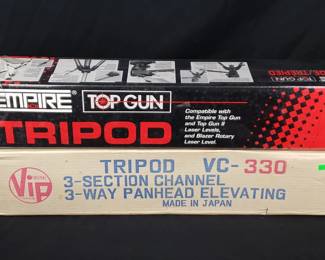 EMPIRE
TOP GUN
TRIPOD
Compatible with
the Empire Top Gun
and Top Gun II
Laser Levels,
and Blazer Rotary
Laser Levels.
ViP
TRIPOD VC-330
3-SECTION CHANNEL
3-WAY PANHEAD ELEVATING
MADE IN JAPAN